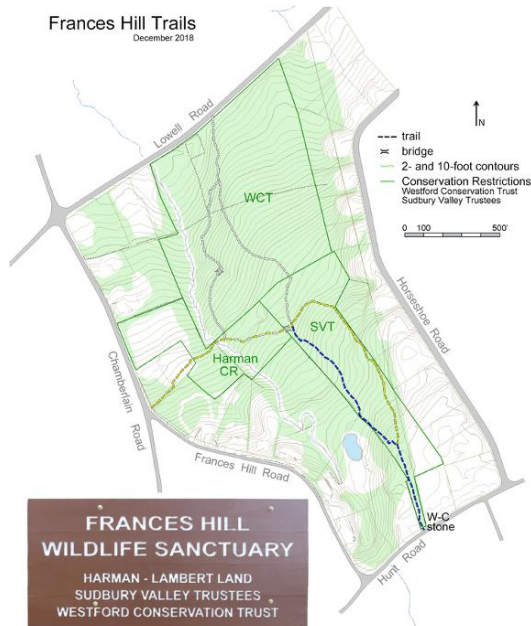 Frances Hill Trails
December 2018
Lowell Road
N
trail
bridge
2- and 10-foot contours
Conservation Restrictions
Westford Conservation Trust
Sudbury Valley Trustees
0 100 500'
WCT
Horseshoe Road
SVT
Harman
CR
Chamberlain Road
Frances Hill Road
W-C
stone
Hunt Road
FRANCES HILL
WILDLIFE SANCTUARY
HARMAN - LAMBERT LAND
SUDBURY VALLEY TRUSTEES
WESTFORD CONSERVATION TRUST